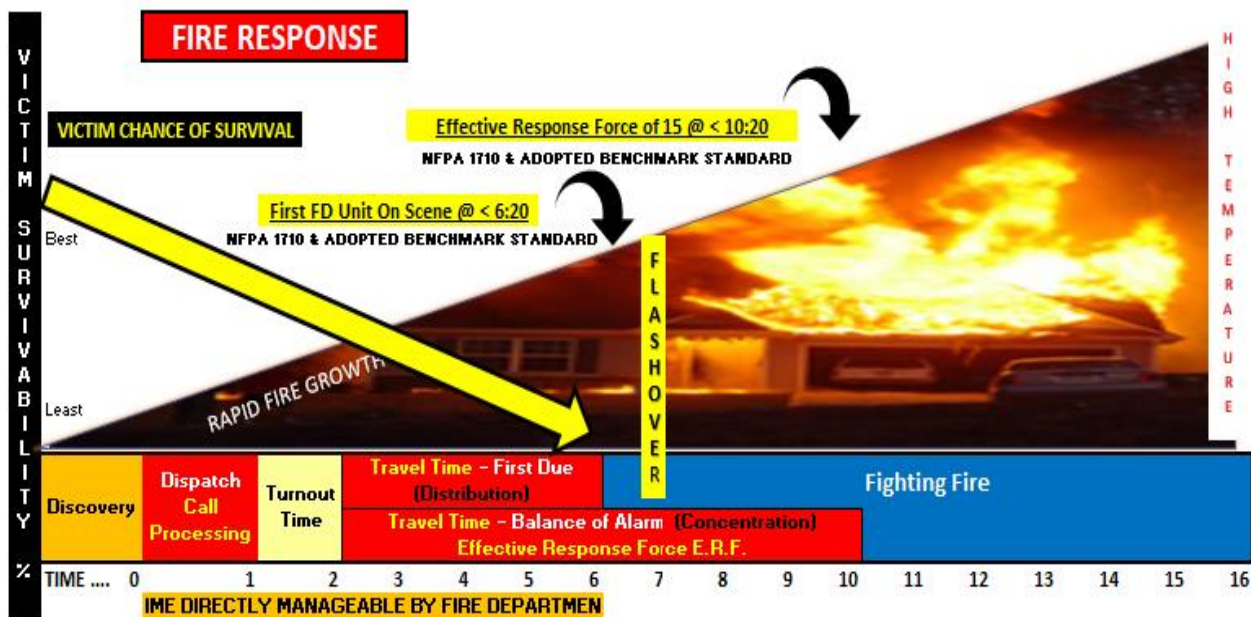 FIRE RESPONSE
VICTIM SURVIVABILITY %
HIGH TEMPERATURE
VICTIM CHANCE OF SURVIVAL
Effective Response Force of 15 @ < 10:20
NFPA 1710 & ADOPTED BENCHMARK STANDARD
First FD Unit On Scene @ < 6:20
NFPA 1710 & ADOPTED BENCHMARK STANDARD
Best
Least
RAPID FIRE GROWTH
FLASHOVER
Discovery
Dispatch
Call
Processing
Turnout
Time
Travel Time - First Due
(Distribution)
Travel Time - Balance of Alarm (Concentration)
Effective Response Force E.R.F.
Fighting Fire
TIME .... 0 1 2 3 4 5 6 7 8 9 10 11 12 13 14 15 16
IME DIRECTLY MANAGEABLE BY FIRE DEPARTMEN